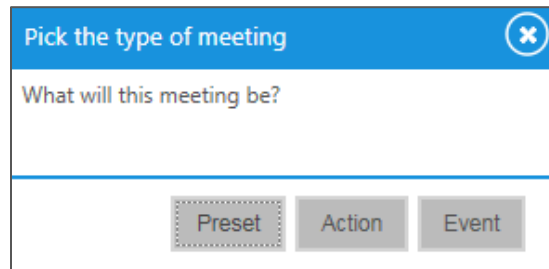 Pick the type of meeting
What will this meeting be?
Preset Action Event